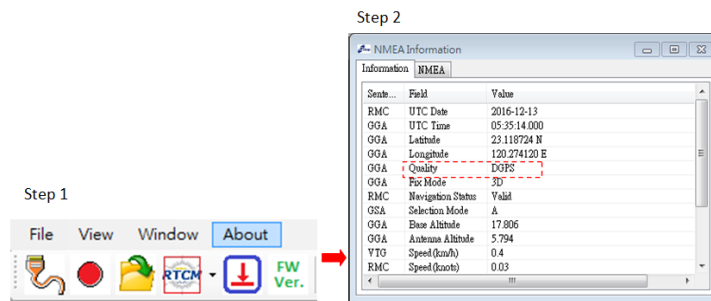 Step 2
NMEA Information
Information NMEA
Sente... Field Value
RMC UTC Date 2016-12-13
GGA UTC Time 05:35:14.000
GGA Latitude 23.118724 N
GGA Longitude 120.274120 E
GGA Quality DGPS
GGA Fix Mode 3D
RMC Navigation Status Valid
GSA Selection Mode A
GGA Base Altitude 17.806
GGA Antenna Altitude 5.794
VTG Speed(km/h) 0.4
RMC Speed(knots) 0.03
Step 1
File View Window About
RTCM FW
Ver.